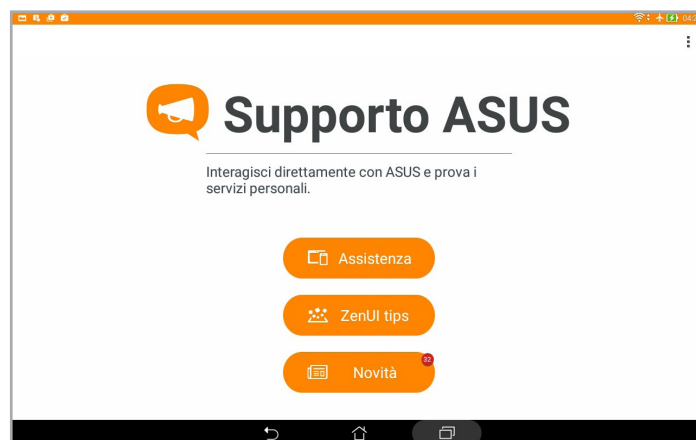 Supporto ASUS
Interagisci direttamente con ASUS e prova i
servizi personali.
Assistenza
ZenUI tips
32
Novità